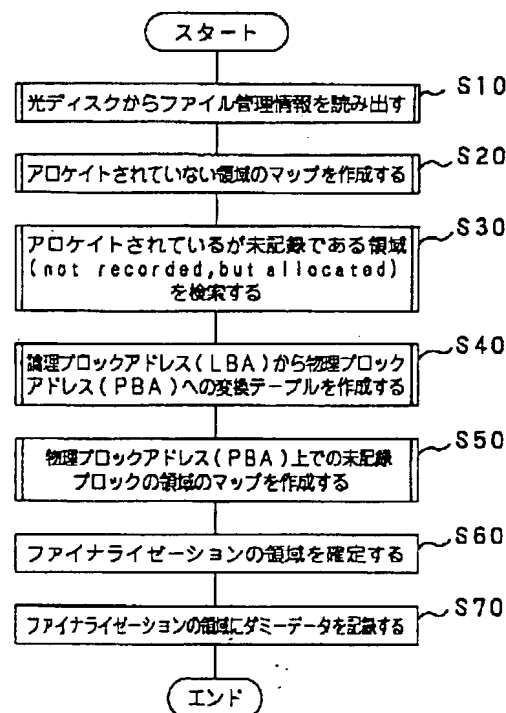 スタート
光ディスクからファイル管理情報を読み出す
S10
アロケイトされていない領域のマップを作成する
S20
アロケイトされているが未記録である領域
(not recorded,but allocated)
を検索する
S30
論理ブロックアドレス(LBA)から物理ブロック
アドレス(PBA)への変換テーブルを作成する
S40
物理ブロックアドレス(PBA)上での未記録
ブロックの領域のマップを作成する
S50
ファイナライゼーションの領域を確定する
S60
ファイナライゼーションの領域にダミーデータを記録する
S70
エンド